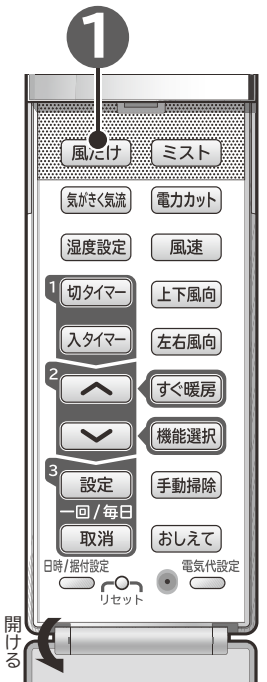 1
風だけ ミスト
気がきく気流 電力カット
湿度設定 風速
1 切タイマー 上下風向
入タイマー 左右風向
2 すぐ暖房
機能選択
3 設定 手動掃除
一回/毎日
取消 おしえて
日時/据付設定 電気代設定
リセット
開ける